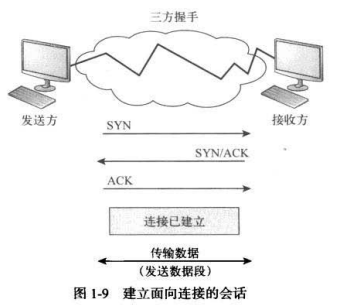 三方握手
发送方
接收方
SYN
SYN/ACK
ACK
连接已建立
传输数据
（发送数据段）
图 1-9 建立面向连接的会话